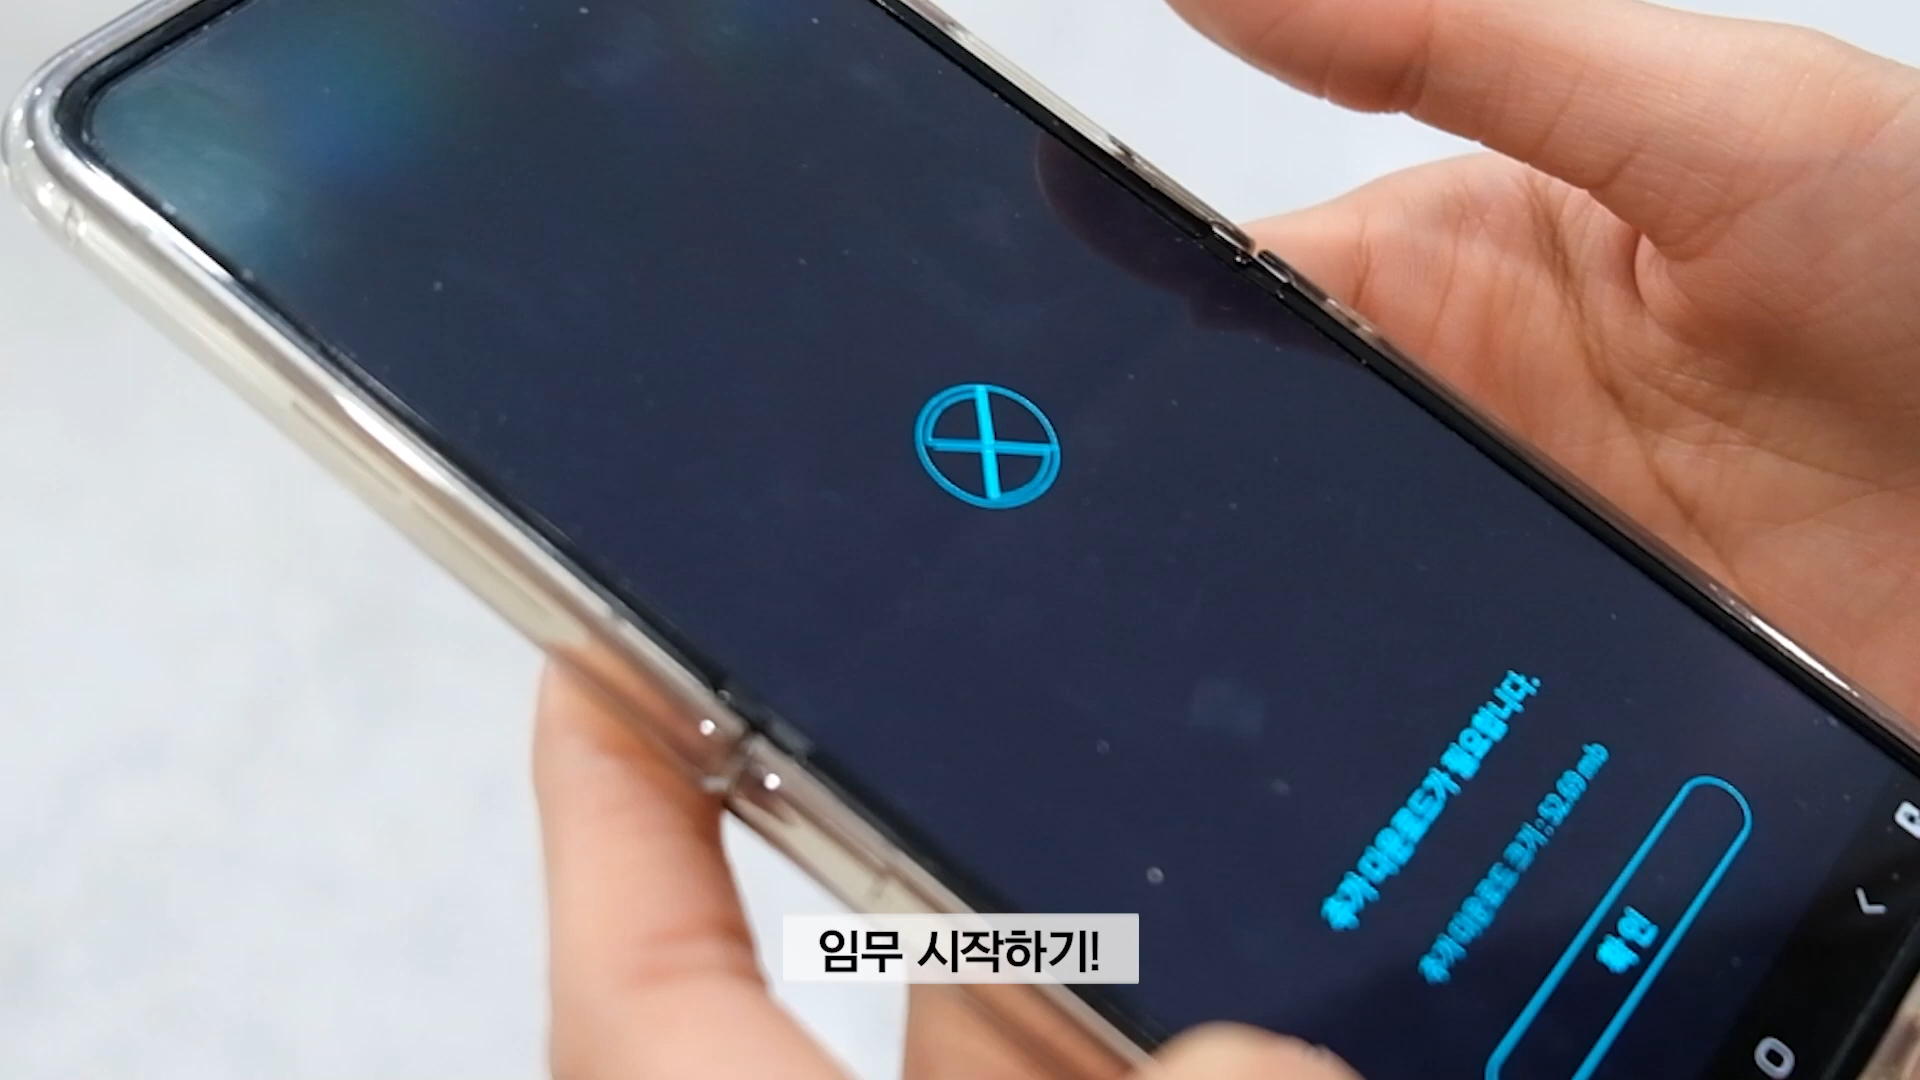 추가 다운로드가 필요합니다.
추가 다운로드 크기 : 52.69 mb
확인
임무 시작하기!